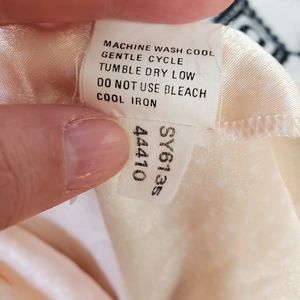 MACHINE WASH COOL
GENTLE CYCLE
TUMBLE DRY LOW
DO NOT USE BLEACH
COOL IRON
SY6135
44410